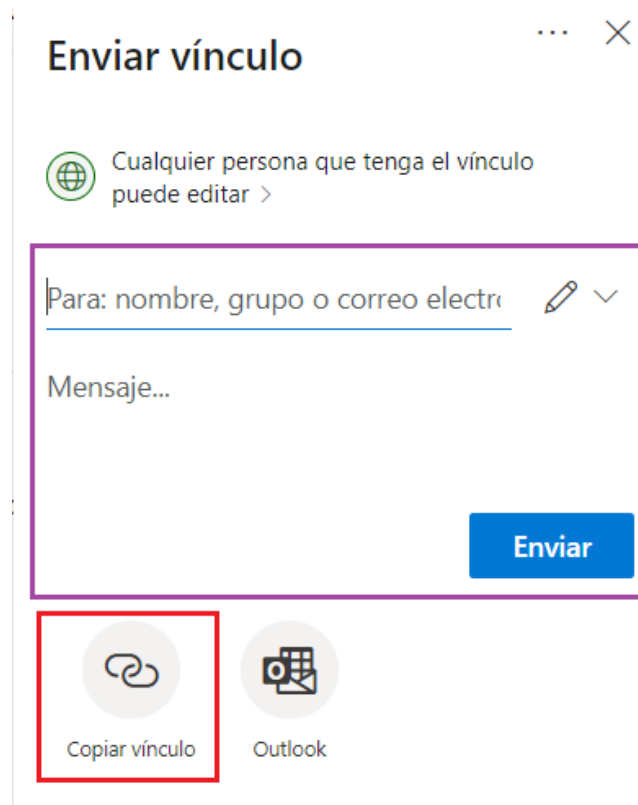 Enviar vínculo
Cualquier persona que tenga el vínculo
puede editar >
Para: nombre, grupo o correo electr
Mensaje...
Enviar
Copiar vínculo
Outlook